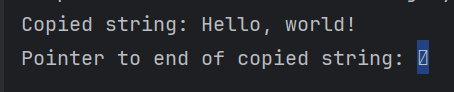 Copied string: Hello, world!
Pointer to end of copied string: